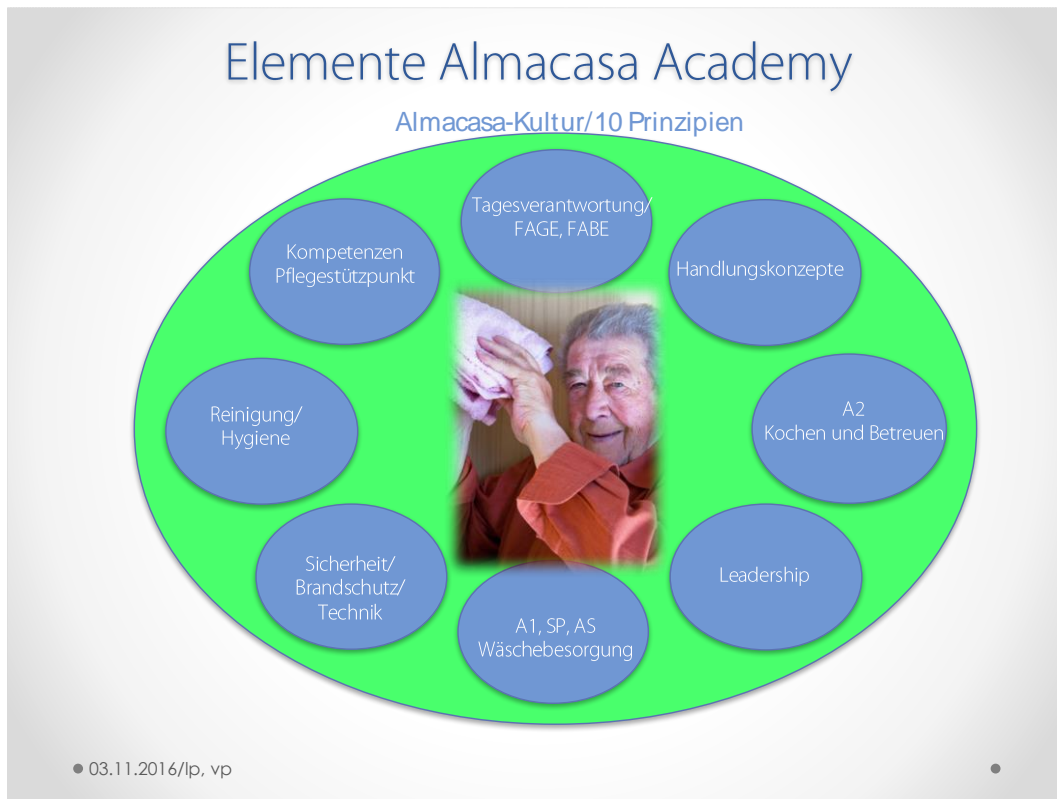 Elemente Almacasa Academy
Almacasa-Kultur/10 Prinzipien
Tagesverantwortung/
FAGE, FABE
Kompetenzen
Pflegestützpunkt
Handlungskonzepte
Reinigung/
Hygiene
A2
Kochen und Betreuen
Sicherheit/
Brandschutz/
Technik
Leadership
A1, SP, AS
Wäschebesorgung
03.11.2016/lp, vp